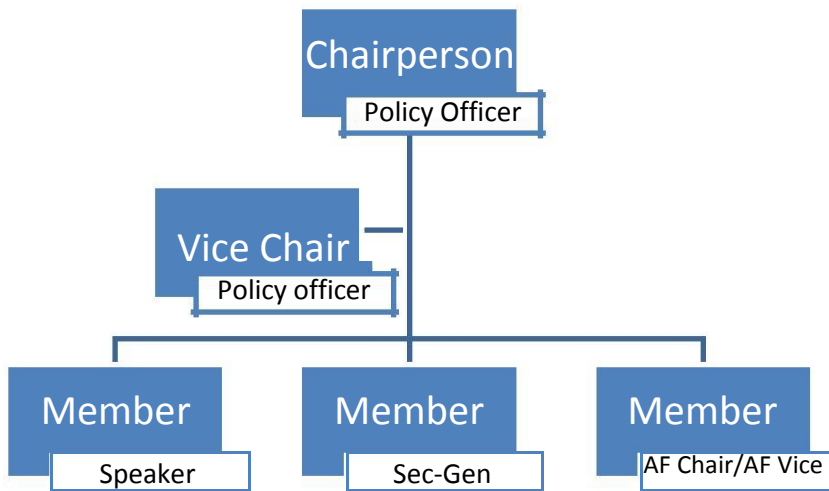 Chairperson
Policy Officer
Vice Chair
Policy officer
Member
Speaker
Member
Sec-Gen
Member
AF Chair/AF Vice